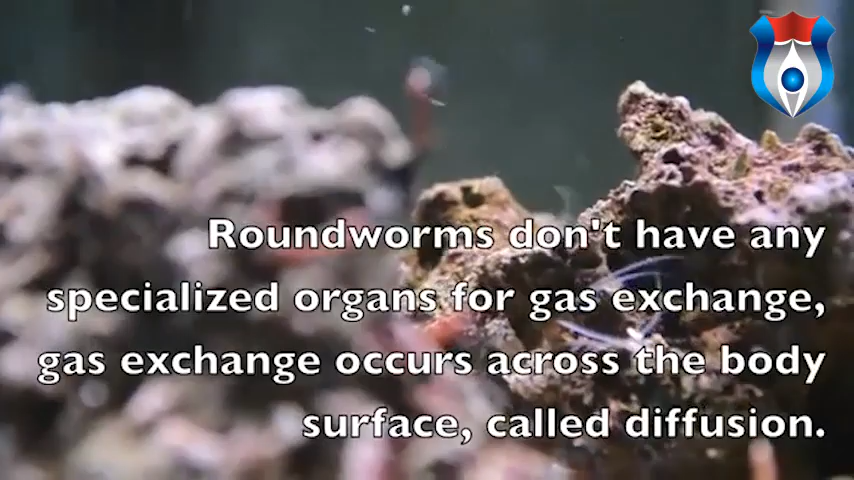 Roundworms don't have any
specialized organs for gas exchange,
gas exchange occurs across the body
surface, called diffusion.